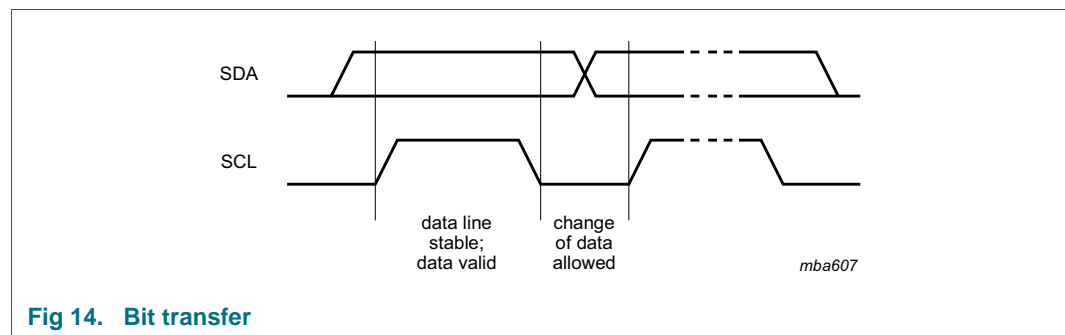 SDA
SCL
data line
stable;
data valid
change
of data
allowed
mba607
Fig 14. Bit transfer